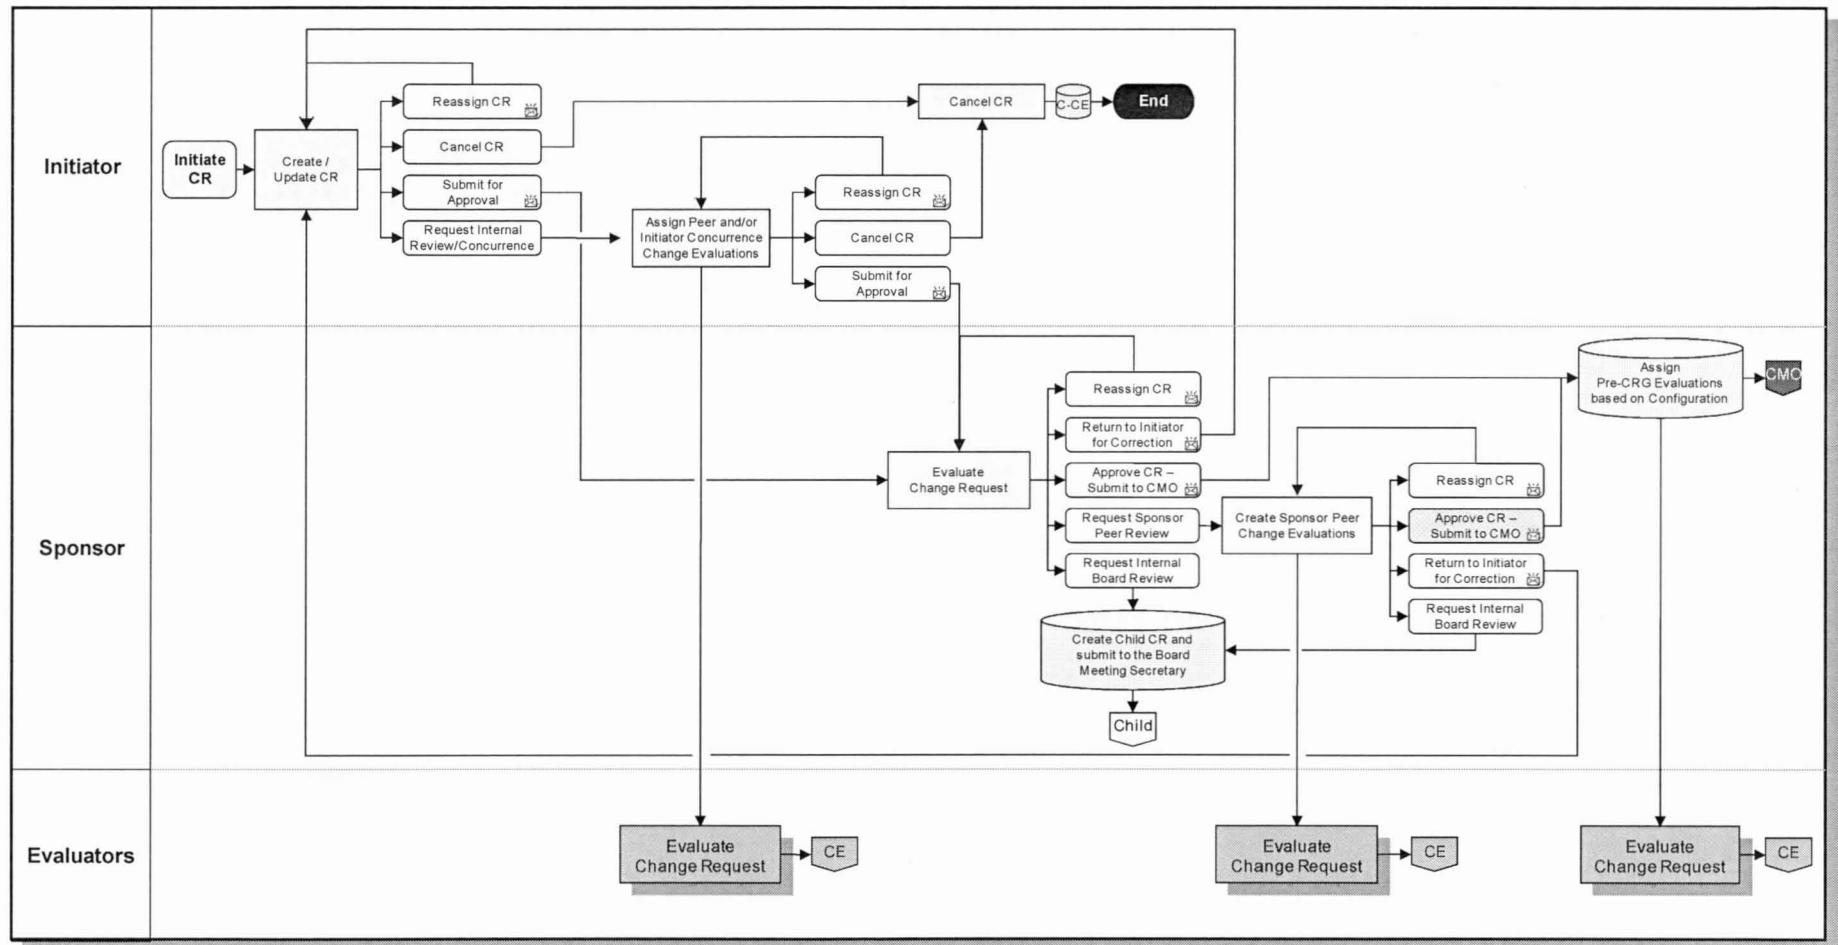 Initiator
Initiate
CR
Create /
Update CR
Reassign CR
Cancel CR
Submit for
Approval
Request Internal
Review/Concurrence
Assign Peer and/or
Initiator Concurrence
Change Evaluations
Reassign CR
Cancel CR
Submit for
Approval
Cancel CR
C-CE
End
Sponsor
Evaluate
Change Request
Reassign CR
Return to Initiator
for Correction
Approve CR –
Submit to CMO
Request Sponsor
Peer Review
Request Internal
Board Review
Create Child CR and
submit to the Board
Meeting Secretary
Child
Create Sponsor Peer
Change Evaluations
Reassign CR
Approve CR –
Submit to CMO
Return to Initiator
for Correction
Request Internal
Board Review
Assign
Pre-CRG Evaluations
based on Configuration
CMO
Evaluators
Evaluate
Change Request
CE
Evaluate
Change Request
CE
Evaluate
Change Request
CE